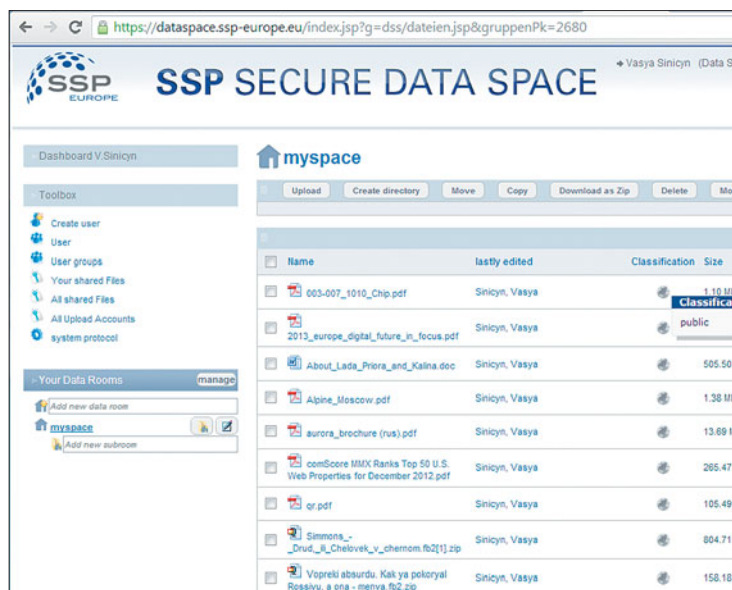 https://dataspace.ssp-europe.eu/index.jsp?g=dss/dateien.jsp&gruppenPk=2680
SSP
EUROPE
SSP SECURE DATA SPACE
Vasya Sinicyn (Data S
Dashboard V.Sinicyn
Toolbox
Create user
User
User groups
Your shared Files
All shared Files
All Upload Accounts
system protocol
Your Data Rooms manage
Add new data room
myspace
Add new subroom
myspace
Upload Create directory Move Copy Download as Zip Delete Mo
Name lastly edited Classification Size
003-007_1010_Chip.pdf Sinicyn, Vasya 1.10 M
Classifica
public
2013_europe_digital_future_in_focus.pdf Sinicyn, Vasya
About_Lada_Priora_and_Kalina.doc Sinicyn, Vasya 505.50
Alpine_Moscow.pdf Sinicyn, Vasya 1.38 M
aurora_brochure (rus).pdf Sinicyn, Vasya 13.69
comScore MMX Ranks Top 50 U.S.
Web Properties for December 2012.pdf Sinicyn, Vasya 265.47
qr.pdf Sinicyn, Vasya 105.49
Simmons_-
_Drud,_ili_Chelovek_v_chernom.fb2[1].zip Sinicyn, Vasya 804.71
Vopreki absurdu. Kak ya pokoryal
Rossiyu, a ona - menya.fb2.zip Sinicyn, Vasya 158.18